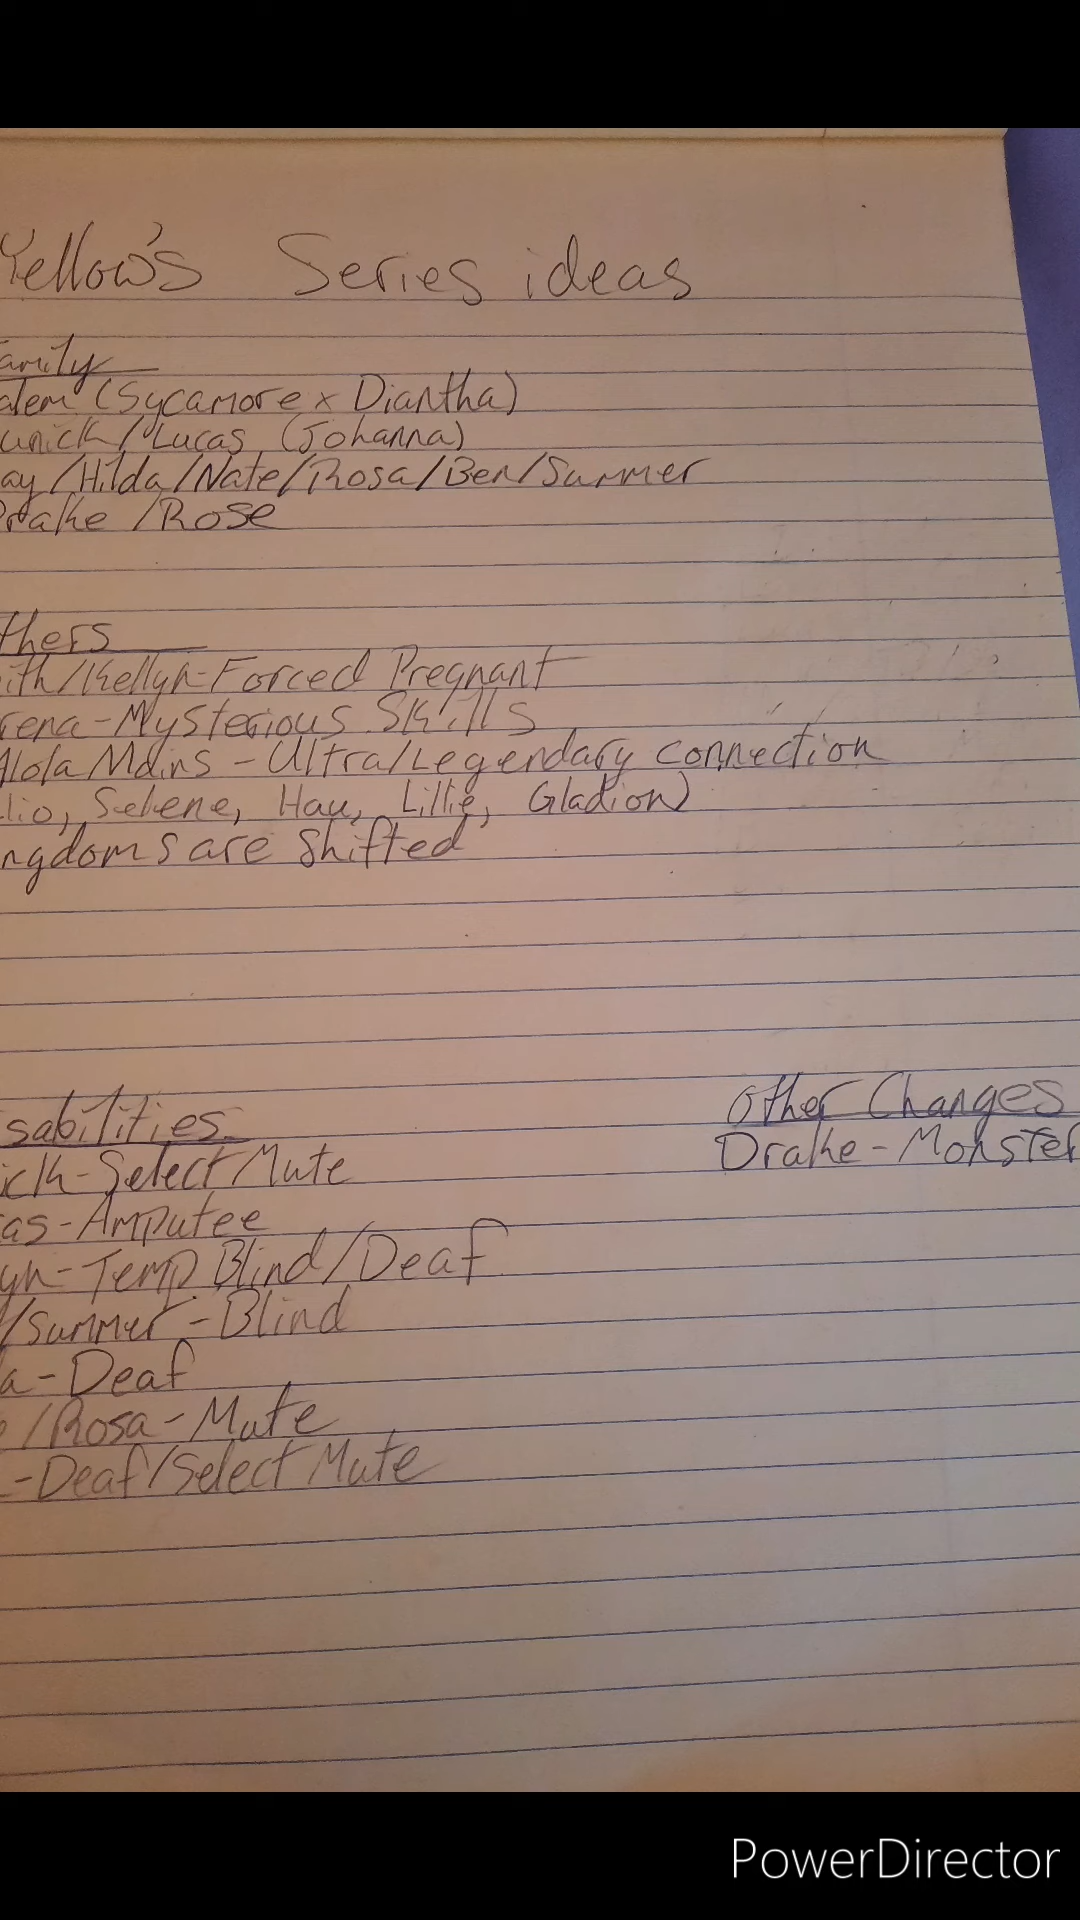 Yellow's Series ideas
amily
alem (Sycamore x Diantha)
unick/Lucas (Johanna)
ay/Hilda/Nate/Rosa/Ben/Summer
Drake/Rose
thers
ith/Kellyn-Forced Pregnant
rena-Mysterious Skills
Alola Mains - Ultra/Legendary connection
lio, Selene, Hau, Lillie, Gladion)
ngdoms are Shifted
isabilities
ick-Select Mute
as-Amputee
yn-Temp. Blind/Deaf
/Summer-Blind
a-Deaf
e/Rosa-Mute
-Deaf/Select Mute
Other Changes
Drake-Monster
PowerDirector